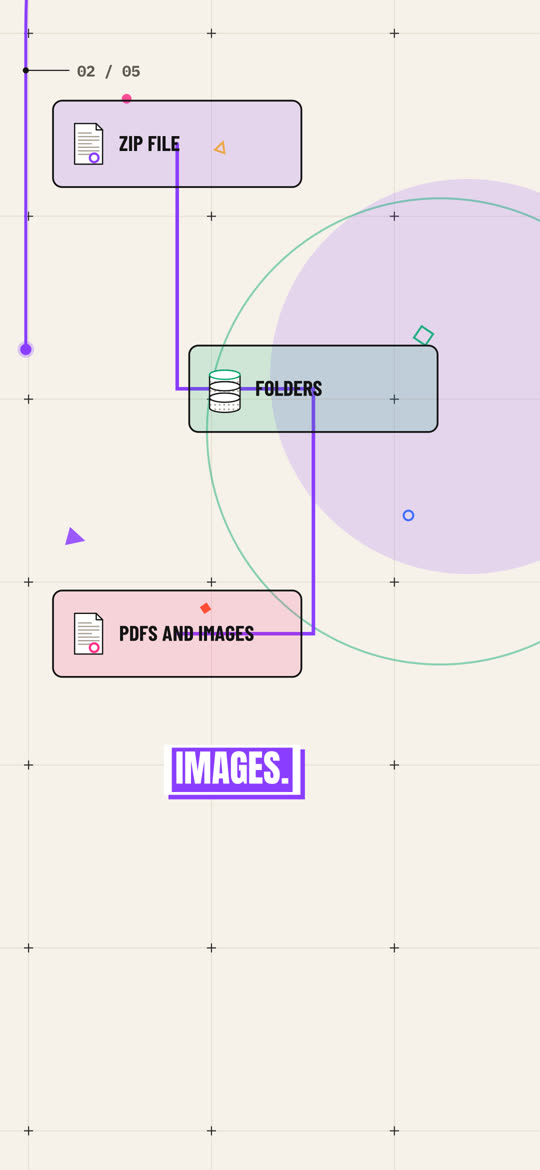 02 / 05
ZIP FILE
FOLDERS
PDFS AND IMAGES
IMAGES.